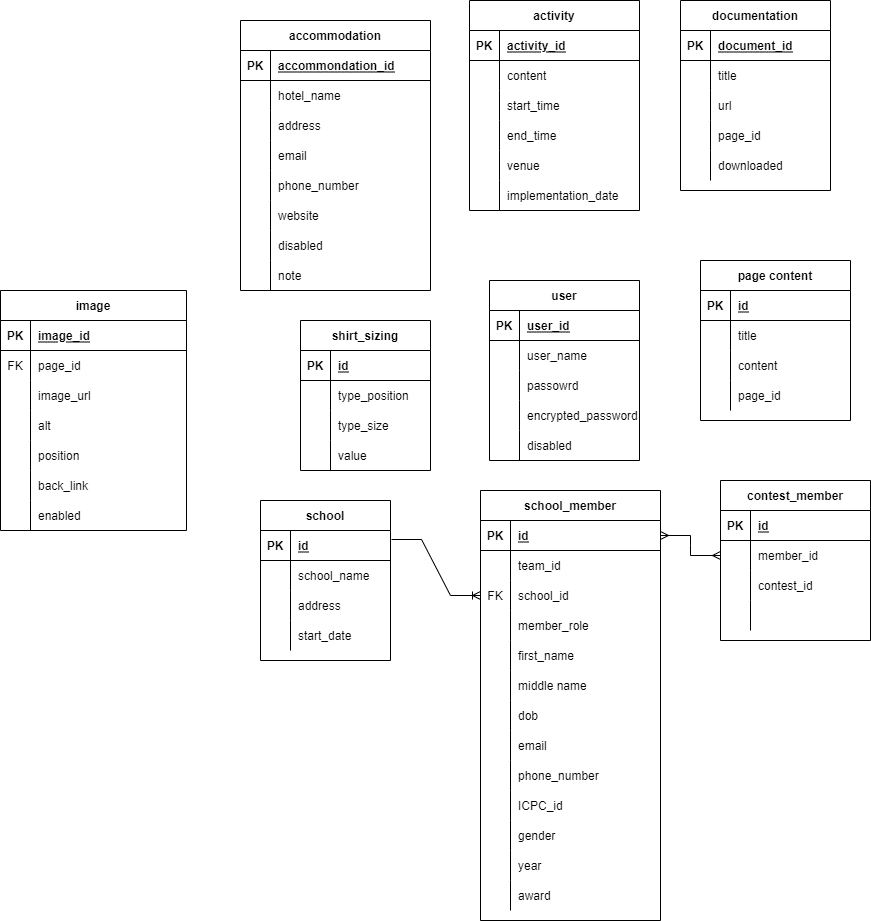 accommodation
PK accommondation_id
hotel_name
address
email
phone_number
website
disabled
note
activity
PK activity_id
content
start_time
end_time
venue
implementation_date
documentation
PK document_id
title
url
page_id
downloaded
image
PK image_id
FK page_id
image_url
alt
position
back_link
enabled
shirt_sizing
PK id
type_position
type_size
value
user
PK user_id
user_name
passowrd
encrypted_password
disabled
page content
PK id
title
content
page_id
school
PK id
school_name
address
start_date
school_member
PK id
team_id
FK school_id
member_role
first_name
middle name
dob
email
phone_number
ICPC_id
gender
year
award
contest_member
PK id
member_id
contest_id